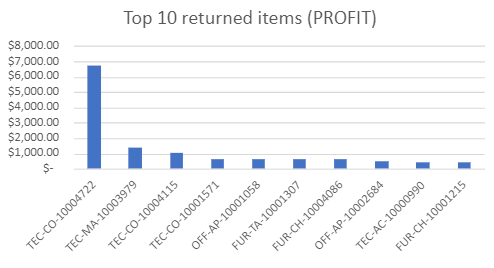 Top 10 returned items (PROFIT)
$8,000.00
$7,000.00
$6,000.00
$5,000.00
$4,000.00
$3,000.00
$2,000.00
$1,000.00
$-
TEC-CO-10004722
TEC-MA-10003979
TEC-CO-10004115
TEC-CO-10001571
OFF-AP-10001058
FUR-TA-10001307
FUR-CH-10004086
OFF-AP-10002684
TEC-AC-10000990
FUR-CH-10001215